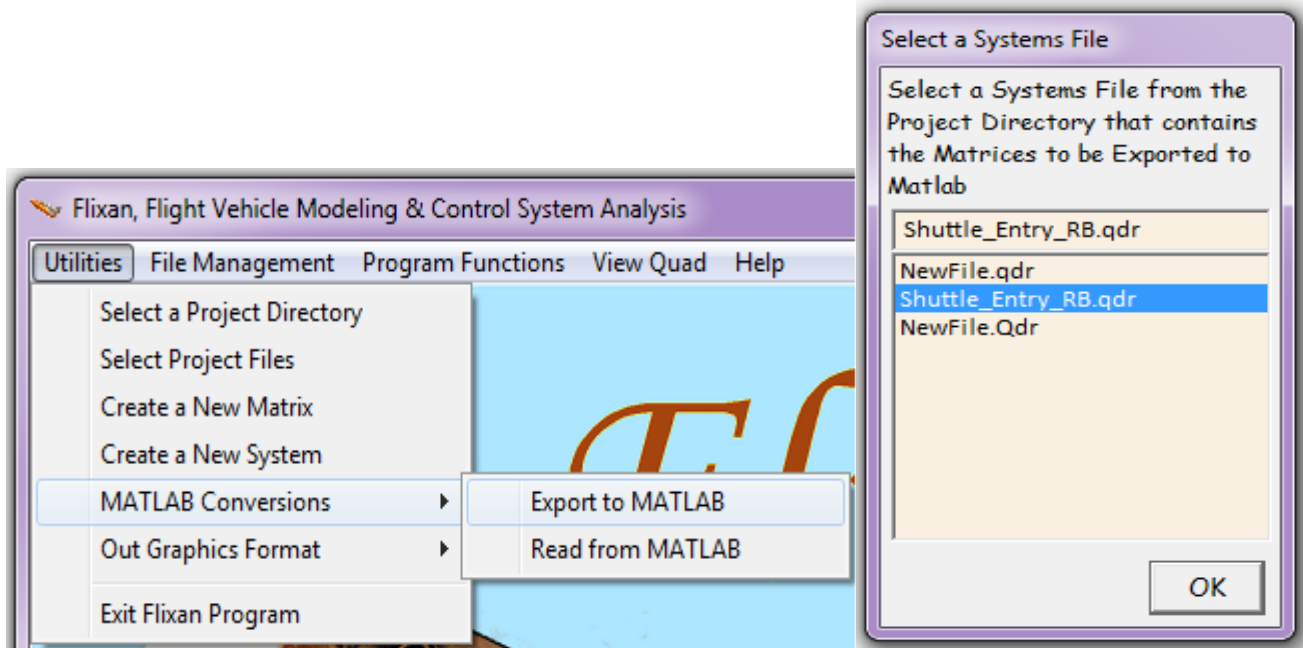 Flixan, Flight Vehicle Modeling & Control System Analysis
Utilities File Management Program Functions View Quad Help
Select a Project Directory
Select Project Files
Create a New Matrix
Create a New System
MATLAB Conversions
Out Graphics Format
Exit Flixan Program
Export to MATLAB
Read from MATLAB
Select a Systems File
Select a Systems File from the
Project Directory that contains
the Matrices to be Exported to
Matlab
Shuttle_Entry_RB.qdr
NewFile.qdr
Shuttle_Entry_RB.qdr
NewFile.Qdr
OK